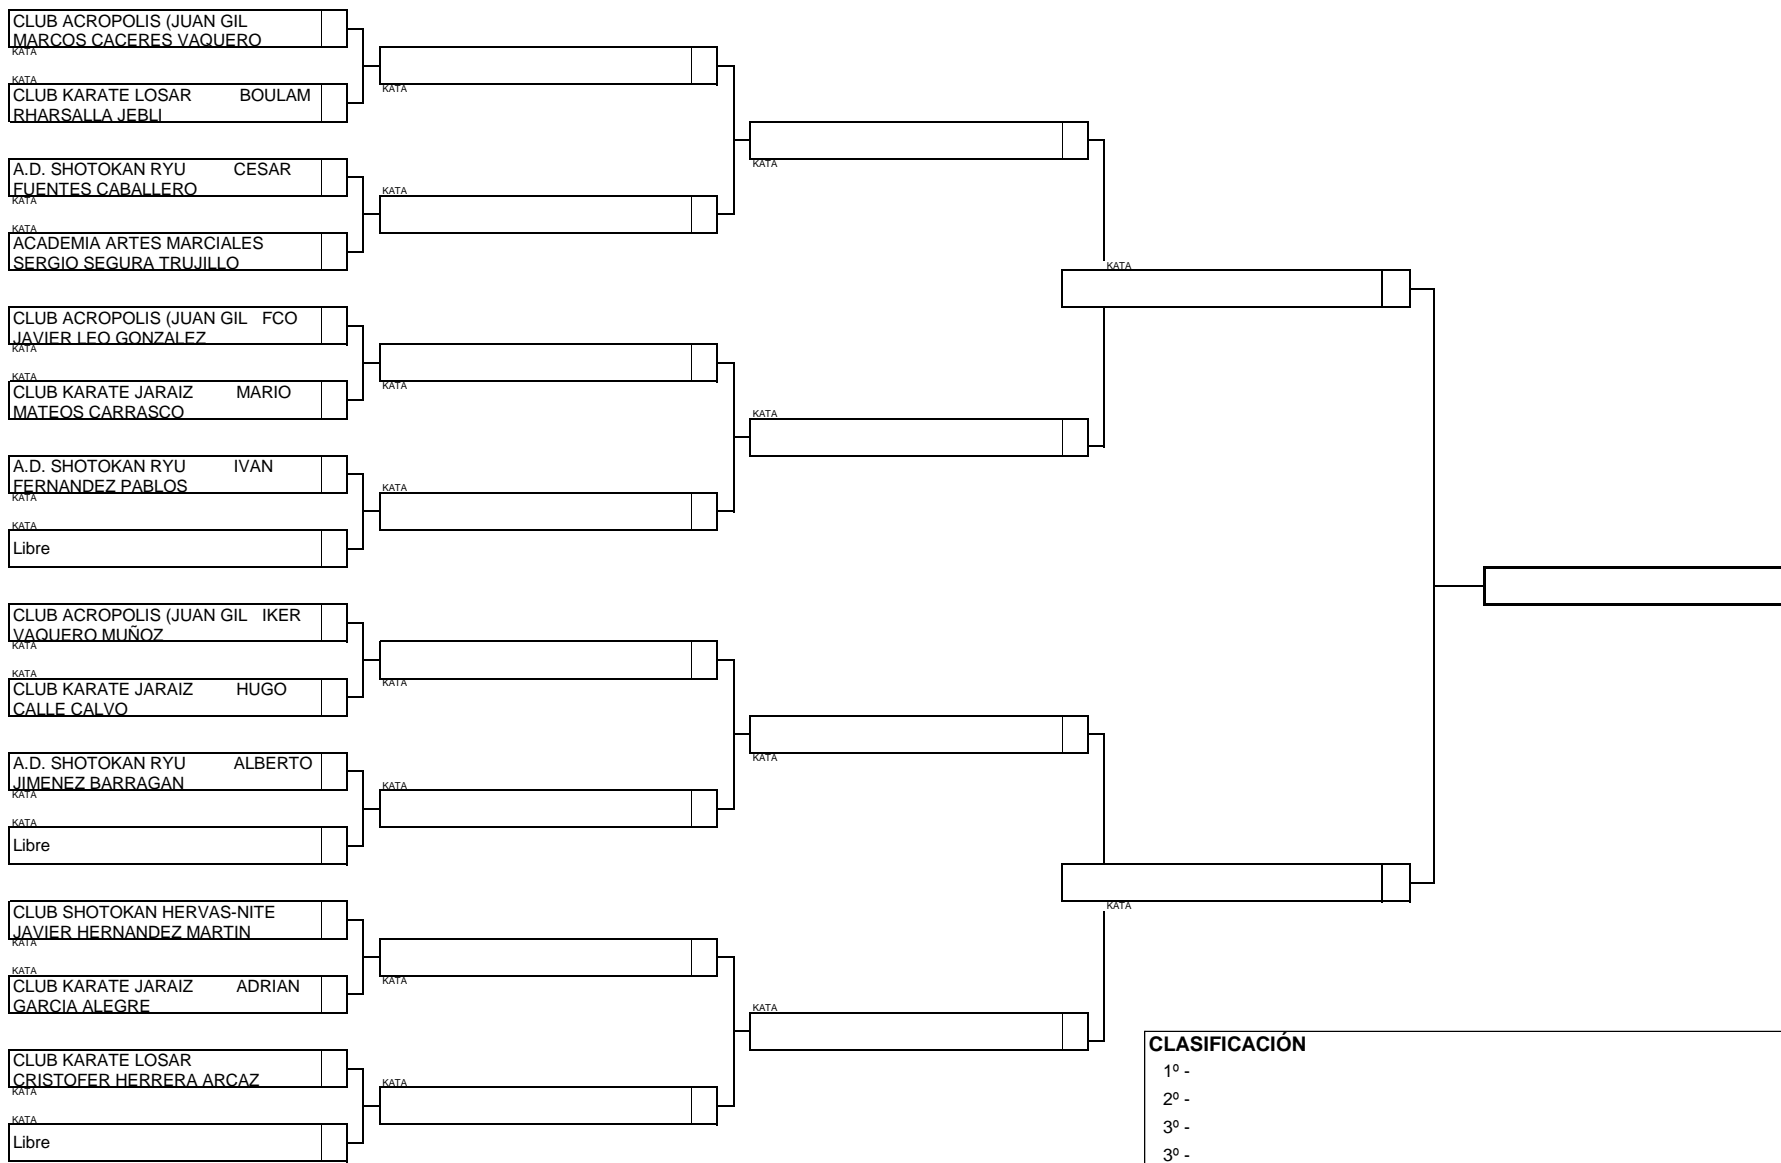 CLUB ACROPOLIS (JUAN GIL
MARCOS CACERES VAQUERO
KATA
KATA
CLUB KARATE LOSAR BOULAM
RHARSALLA JEBLI
A.D. SHOTOKAN RYU CESAR
FUENTES CABALLERO
KATA
KATA
ACADEMIA ARTES MARCIALES
SERGIO SEGURA TRUJILLO
CLUB ACROPOLIS (JUAN GIL FCO
JAVIER LEO GONZALEZ
KATA
KATA
CLUB KARATE JARAIZ MARIO
MATEOS CARRASCO
A.D. SHOTOKAN RYU IVAN
FERNANDEZ PABLOS
KATA
KATA
Libre
CLUB ACROPOLIS (JUAN GIL IKER
VAQUERO MUÑOZ
KATA
KATA
CLUB KARATE JARAIZ HUGO
CALLE CALVO
A.D. SHOTOKAN RYU ALBERTO
JIMENEZ BARRAGAN
KATA
KATA
Libre
CLUB SHOTOKAN HERVAS-NITE
JAVIER HERNANDEZ MARTIN
KATA
KATA
CLUB KARATE JARAIZ ADRIAN
GARCIA ALEGRE
CLUB KARATE LOSAR
CRISTOFER HERRERA ARCAZ
KATA
KATA
Libre
KATA
KATA
KATA
KATA
KATA
KATA
KATA
KATA
KATA
KATA
KATA
KATA
KATA
KATA
CLASIFICACIÓN
1º -
2º -
3º -
3º -